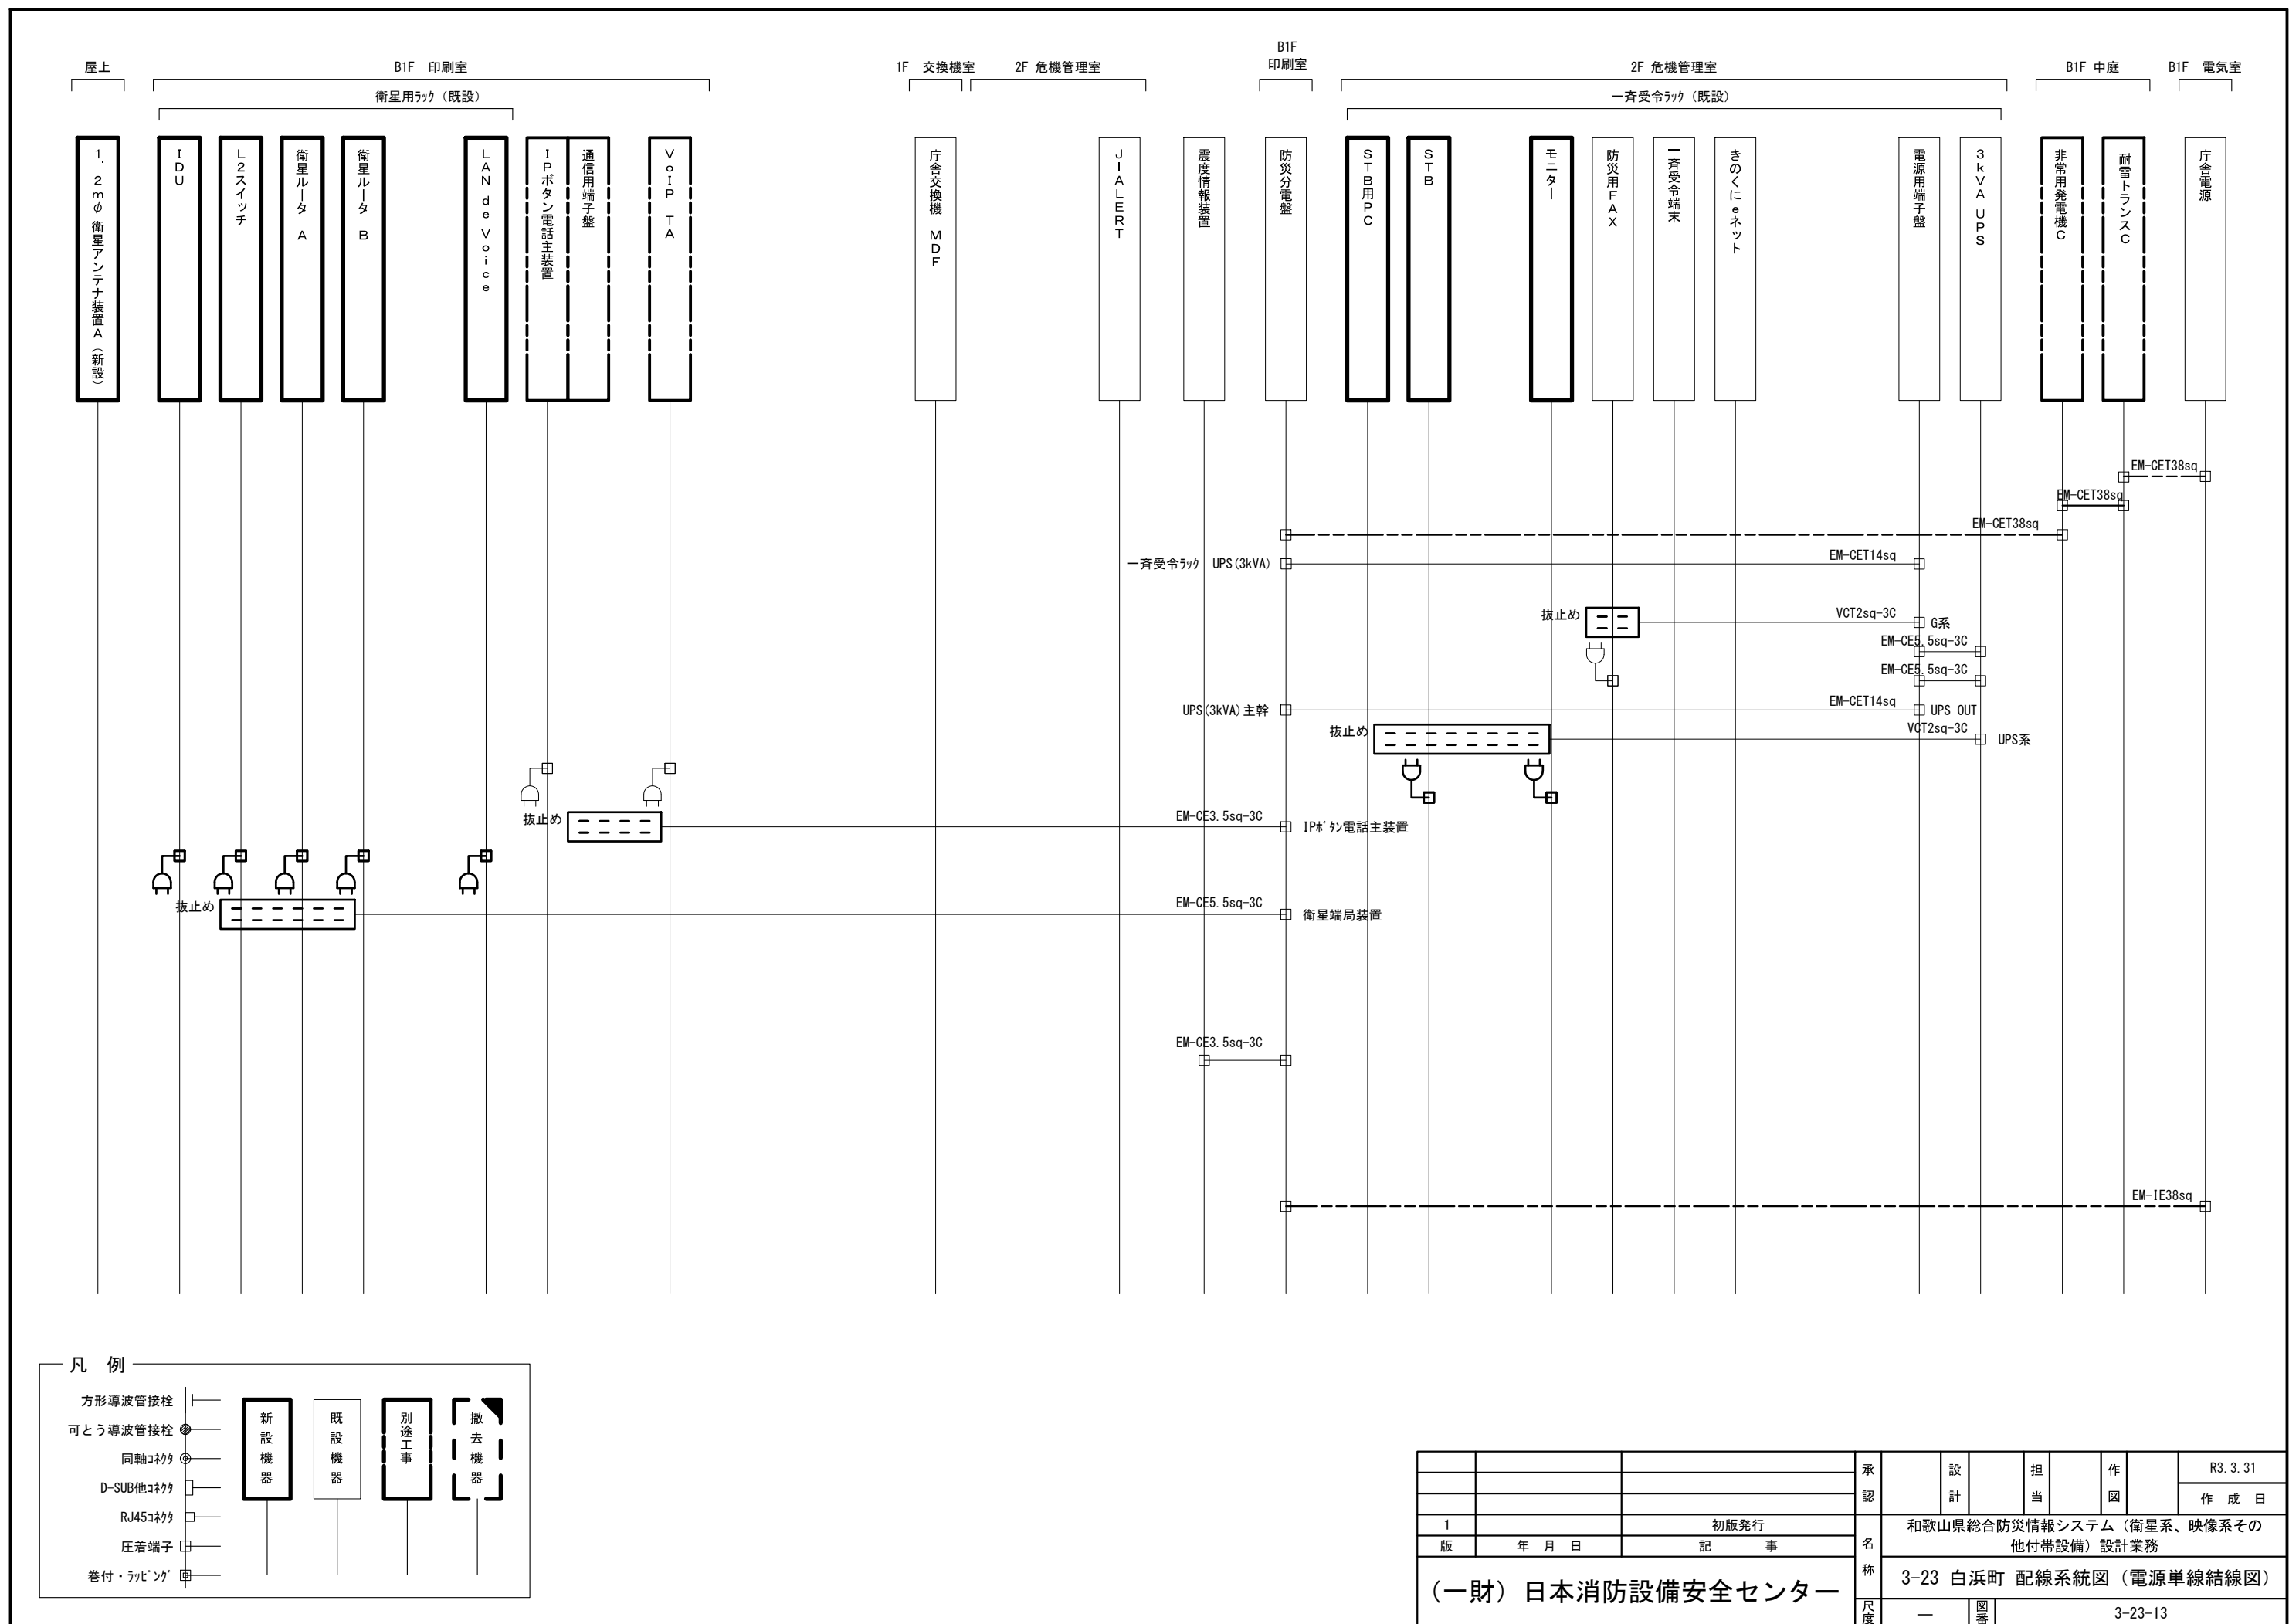 屋上
B1F 印刷室
1F 交換機室
2F 危機管理室
B1F
印刷室
2F 危機管理室
B1F 中庭
B1F 電気室
衛星用ﾗｯｸ（既設）
一斉受令ﾗｯｸ（既設）
1．2mφ 衛星アンテナ装置A（新設）
IDU
L2スイッチ
衛星ルータ A
衛星ルータ B
LAN de Voice
IPボタン電話主装置
通信用端子盤
VoIP TA
庁舎交換機 MDF
JIALERT
震度情報装置
防災分電盤
STB用PC
STB
モニター
防災用FAX
一斉受令端末
きのくにeネット
電源用端子盤
3kVA UPS
非常用発電機C
耐雷トランスC
庁舎電源
EM-CET38sq
EM-CET38sq
EM-CET38sq
一斉受令ﾗｯｸ UPS(3kVA)
EM-CET14sq
抜止め
VCT2sq-3C
G系
EM-CE5.5sq-3C
EM-CE5.5sq-3C
UPS(3kVA)主幹
EM-CET14sq
UPS OUT
抜止め
VCT2sq-3C
UPS系
抜止め
EM-CE3.5sq-3C
IPﾎﾞﾀﾝ電話主装置
抜止め
EM-CE5.5sq-3C
衛星端局装置
EM-CE3.5sq-3C
EM-IE38sq
凡 例
方形導波管接栓
可とう導波管接栓
同軸ｺﾈｸﾀ
D-SUB他ｺﾈｸﾀ
RJ45ｺﾈｸﾀ
圧着端子
巻付・ﾗｯﾋﾟﾝｸﾞ
新設機器
既設機器
別途工事
撤去機器
承認
設計
担当
作図
R3.3.31
作 成 日
1
初版発行
版
年 月 日
記 事
名称
和歌山県総合防災情報システム（衛星系、映像系その
他付帯設備）設計業務
（一財）日本消防設備安全センター
3-23 白浜町 配線系統図（電源単線結線図）
尺度
―
図番
3-23-13